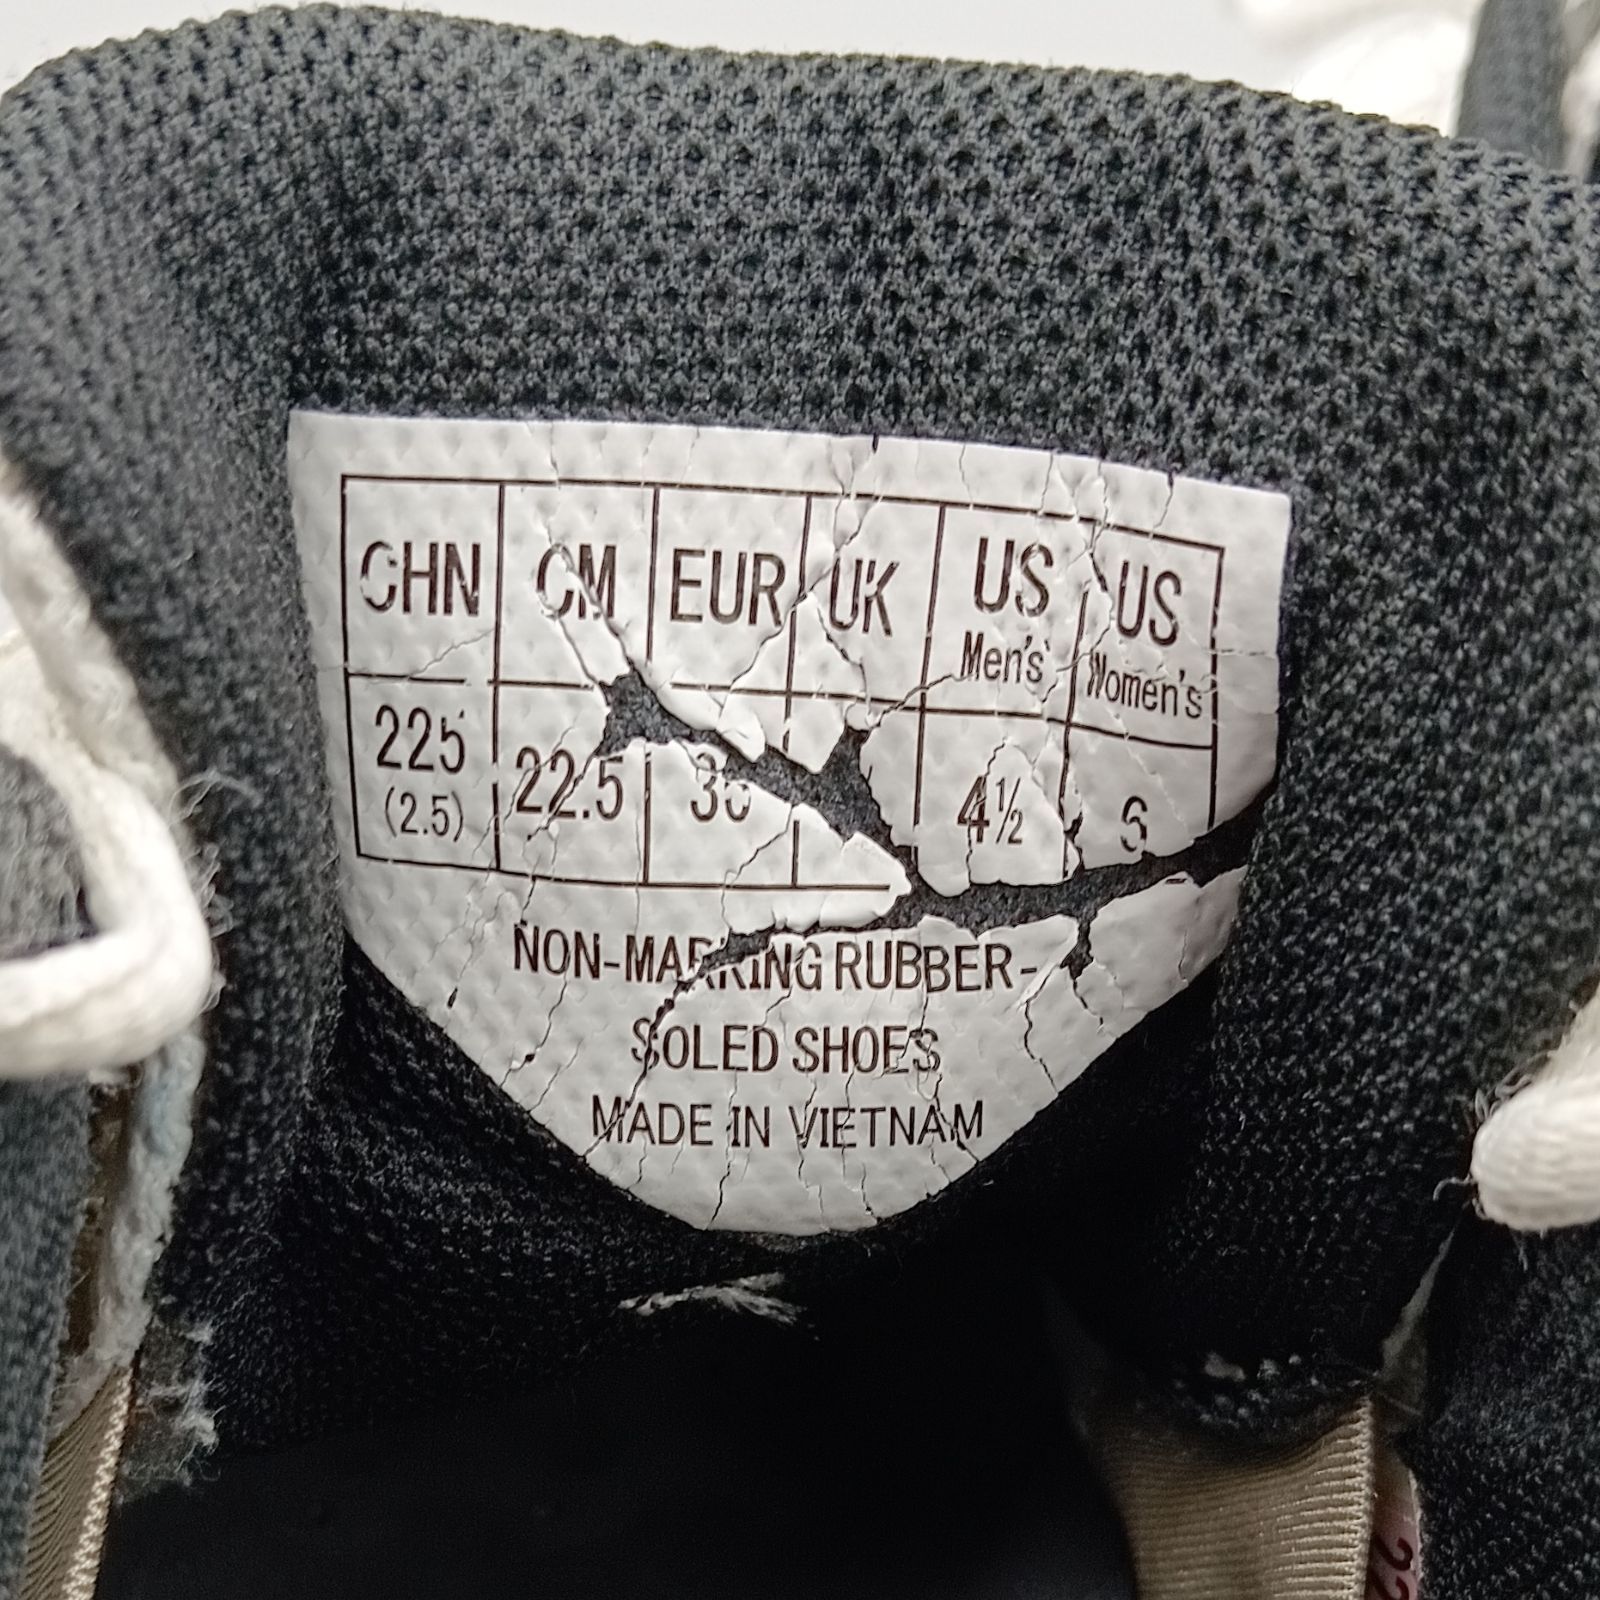 CHN CM EUR UK US Men's US Women's
225 (2.5) 22.5 4½ 6
NON-MARKING RUBBER-
SOLED SHOES
MADE IN VIETNAM